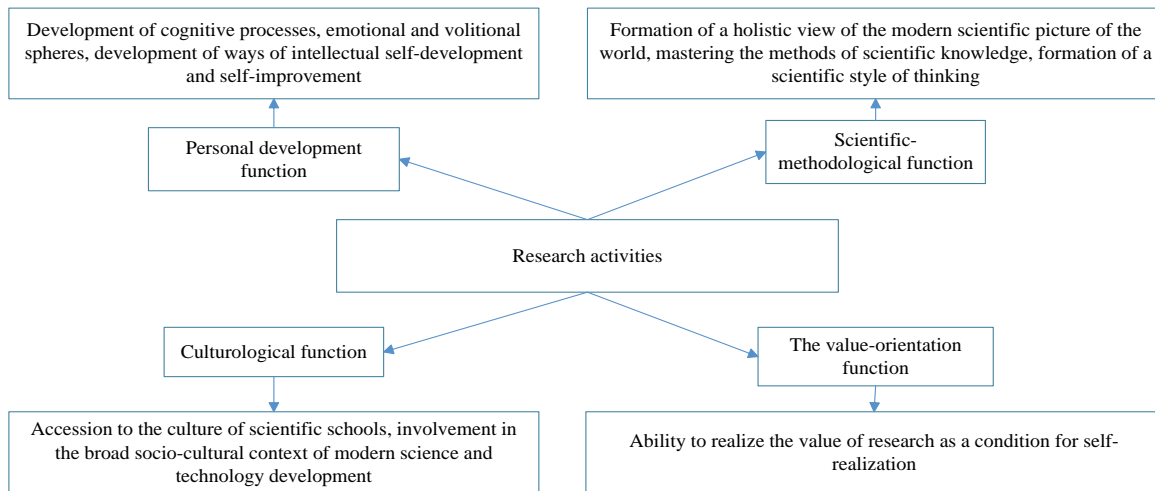 Development of cognitive processes, emotional and volitional
spheres, development of ways of intellectual self-development
and self-improvement
Formation of a holistic view of the modern scientific picture of the
world, mastering the methods of scientific knowledge, formation of a
scientific style of thinking
Personal development
function
Scientific-
methodological function
Research activities
Culturological function
The value-orientation
function
Accession to the culture of scientific schools, involvement in
the broad socio-cultural context of modern science and
technology development
Ability to realize the value of research as a condition for self-
realization